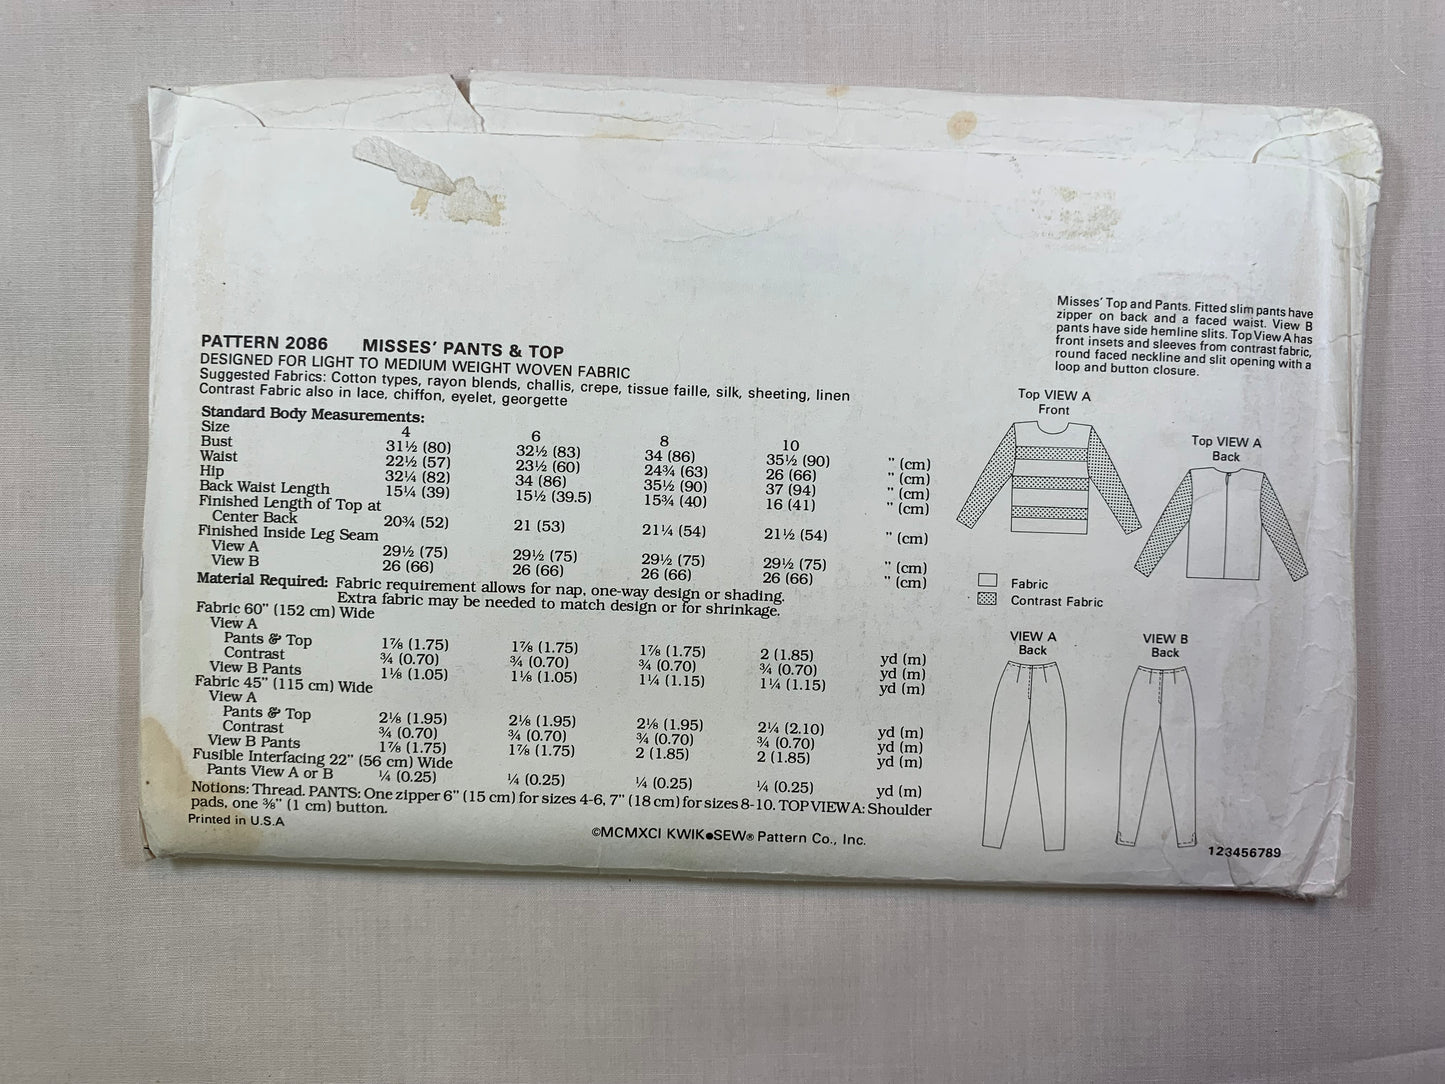 Misses' Top and Pants. Fitted slim pants have
zipper on back and a faced waist. View B
pants have side hemline slits. Top View A has
front insets and sleeves from contrast fabric,
round faced neckline and slit opening with a
loop and button closure.
PATTERN 2086 MISSES' PANTS & TOP
DESIGNED FOR LIGHT TO MEDIUM WEIGHT WOVEN FABRIC
Suggested Fabrics: Cotton types, rayon blends, challis, crepe, tissue faille, silk, sheeting, linen
Contrast Fabric also in lace, chiffon, eyelet, georgette
Standard Body Measurements:
Size 4 6 8 10
Bust 31½ (80) 32½ (83) 34 (86) 35½ (90) " (cm)
Waist 22½ (57) 23½ (60) 24¾ (63) 26 (66) " (cm)
Hip 32¼ (82) 34 (86) 35½ (90) 37 (94) " (cm)
Back Waist Length 15¼ (39) 15½ (39.5) 15¾ (40) 16 (41) " (cm)
Finished Length of Top at
Center Back 20¾ (52) 21 (53) 21¼ (54) 21½ (54) " (cm)
Finished Inside Leg Seam
View A 29½ (75) 29½ (75) 29½ (75) 29½ (75) " (cm)
View B 26 (66) 26 (66) 26 (66) 26 (66) " (cm)
Material Required: Fabric requirement allows for nap, one-way design or shading.
Extra fabric may be needed to match design or for shrinkage.
Fabric 60" (152 cm) Wide
View A
Pants & Top 1⅞ (1.75) 1⅞ (1.75) 1⅞ (1.75) 2 (1.85) yd (m)
Contrast ¾ (0.70) ¾ (0.70) ¾ (0.70) ¾ (0.70) yd (m)
View B Pants 1⅛ (1.05) 1⅛ (1.05) 1¼ (1.15) 1¼ (1.15) yd (m)
Fabric 45" (115 cm) Wide
View A
Pants & Top 2⅛ (1.95) 2⅛ (1.95) 2⅛ (1.95) 2¼ (2.10) yd (m)
Contrast ¾ (0.70) ¾ (0.70) ¾ (0.70) ¾ (0.70) yd (m)
View B Pants 1⅞ (1.75) 1⅞ (1.75) 2 (1.85) 2 (1.85) yd (m)
Fusible Interfacing 22" (56 cm) Wide
Pants View A or B ¼ (0.25) ¼ (0.25) ¼ (0.25) ¼ (0.25) yd (m)
Notions: Thread. PANTS: One zipper 6" (15 cm) for sizes 4-6, 7" (18 cm) for sizes 8-10. TOP VIEW A: Shoulder
pads, one ⅜" (1 cm) button.
Printed in U.S.A
©MCMXCI KWIK•SEW® Pattern Co., Inc.
Top VIEW A
Front
Top VIEW A
Back
Fabric
Contrast Fabric
VIEW A
Back
VIEW B
Back
123456789